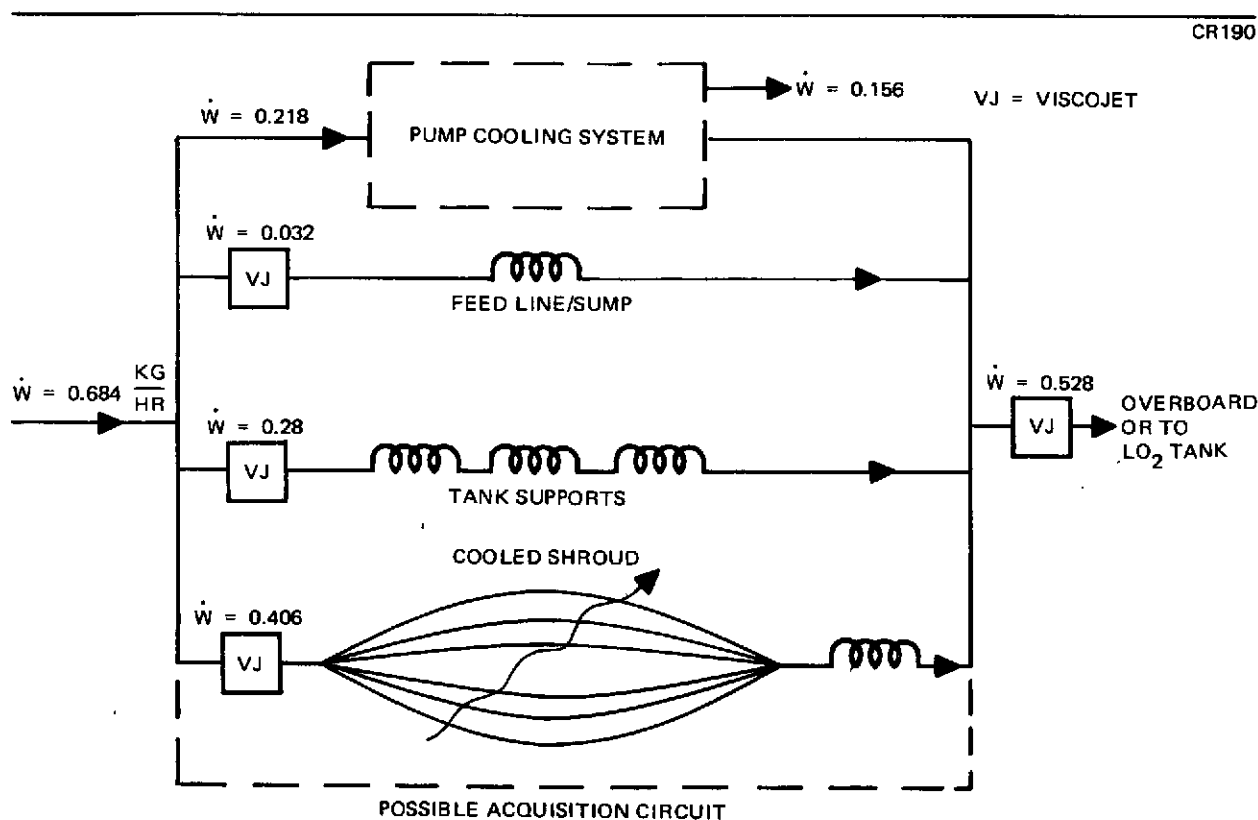 CR190
Ẇ = 0.218
PUMP COOLING SYSTEM
Ẇ = 0.156
VJ = VISCOJET
Ẇ = 0.032
VJ
FEED LINE/SUMP
Ẇ = 0.684 KG/HR
Ẇ = 0.28
VJ
TANK SUPPORTS
Ẇ = 0.528
VJ
OVERBOARD
OR TO
LO₂ TANK
COOLED SHROUD
Ẇ = 0.406
VJ
POSSIBLE ACQUISITION CIRCUIT